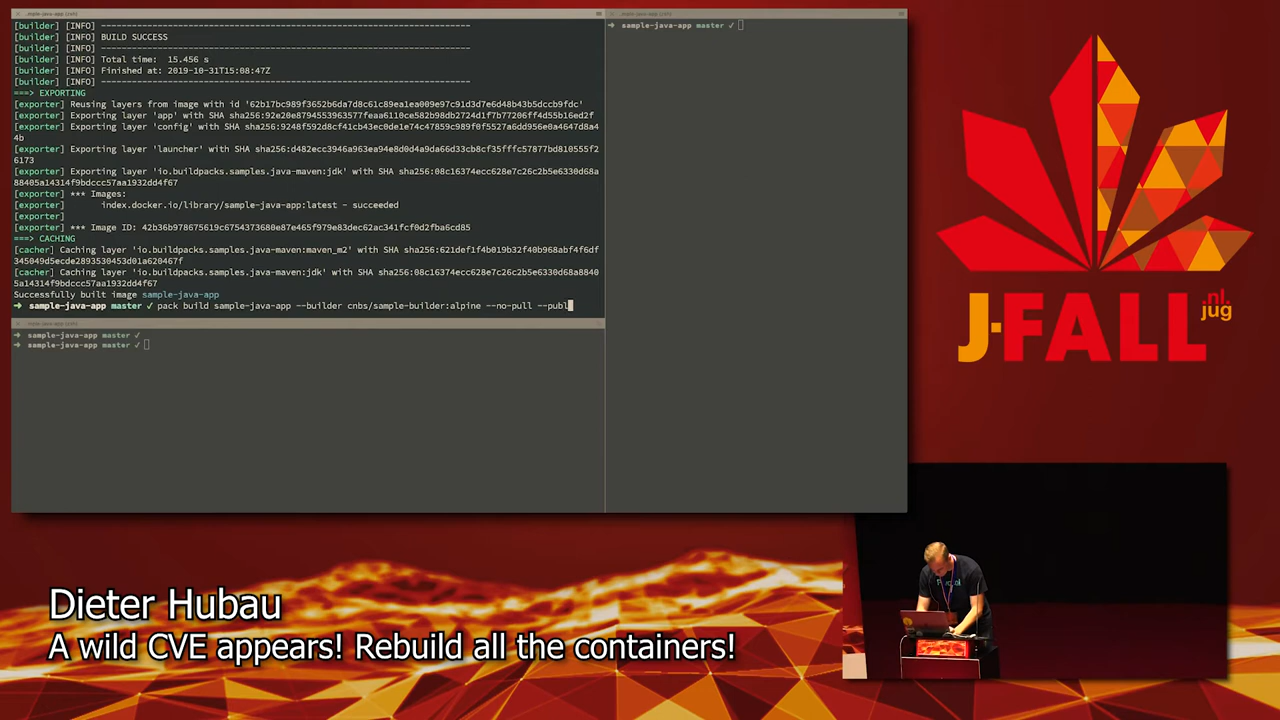 [builder] [INFO] ------------------------------------------------------------------------
[builder] [INFO] BUILD SUCCESS
[builder] [INFO] ------------------------------------------------------------------------
[builder] [INFO] Total time:  15.456 s
[builder] [INFO] Finished at: 2019-10-31T15:08:47Z
[builder] [INFO] ------------------------------------------------------------------------
===> EXPORTING
[exporter] Reusing layers from image with id '62b17bc989f3652b6da7d8c61c89ea1ea009e97c91d3d7e6d48b43b5dccb9fdc'
[exporter] Exporting layer 'app' with SHA sha256:92e20e8794553963577feaa6110ce582b98db2724d1f7b77206ff4d55b16ed2f
[exporter] Exporting layer 'config' with SHA sha256:9248f592d8cf41cb43ec0de1e74c47859c989f0f5527a6dd956e0a4647d8a4
4b
[exporter] Exporting layer 'launcher' with SHA sha256:d482ecc3946a963ea94e8d0d4a9da66d33cb8cf35fffc57877bd810555f2
6173
[exporter] Exporting layer 'io.buildpacks.samples.java-maven:jdk' with SHA sha256:08c16374ecc628e7c26c2b5e6330d68a
88405a14314f9bdccc57aa1932dd4f67
[exporter] *** Images:
[exporter]       index.docker.io/library/sample-java-app:latest - succeeded
[exporter]
[exporter] *** Image ID: 42b36b978675619c6754373680e87e465f979e83dec62ac341fcf0d2fba6cd85
===> CACHING
[cacher] Caching layer 'io.buildpacks.samples.java-maven:maven_m2' with SHA sha256:621def1f4b019b32f40b968abf4f6df
345049d5ecde2893530453d01a620467f
[cacher] Caching layer 'io.buildpacks.samples.java-maven:jdk' with SHA sha256:08c16374ecc628e7c26c2b5e6330d68a8840
5a14314f9bdccc57aa1932dd4f67
Successfully built image sample-java-app
➜ sample-java-app master ✓ pack build sample-java-app --builder cnbs/sample-builder:alpine --no-pull --publ
➜ sample-java-app master ✓
➜ sample-java-app master ✓
➜ sample-java-app master ✓
J-FALL
nl.
jug
Dieter Hubau
A wild CVE appears! Rebuild all the containers!